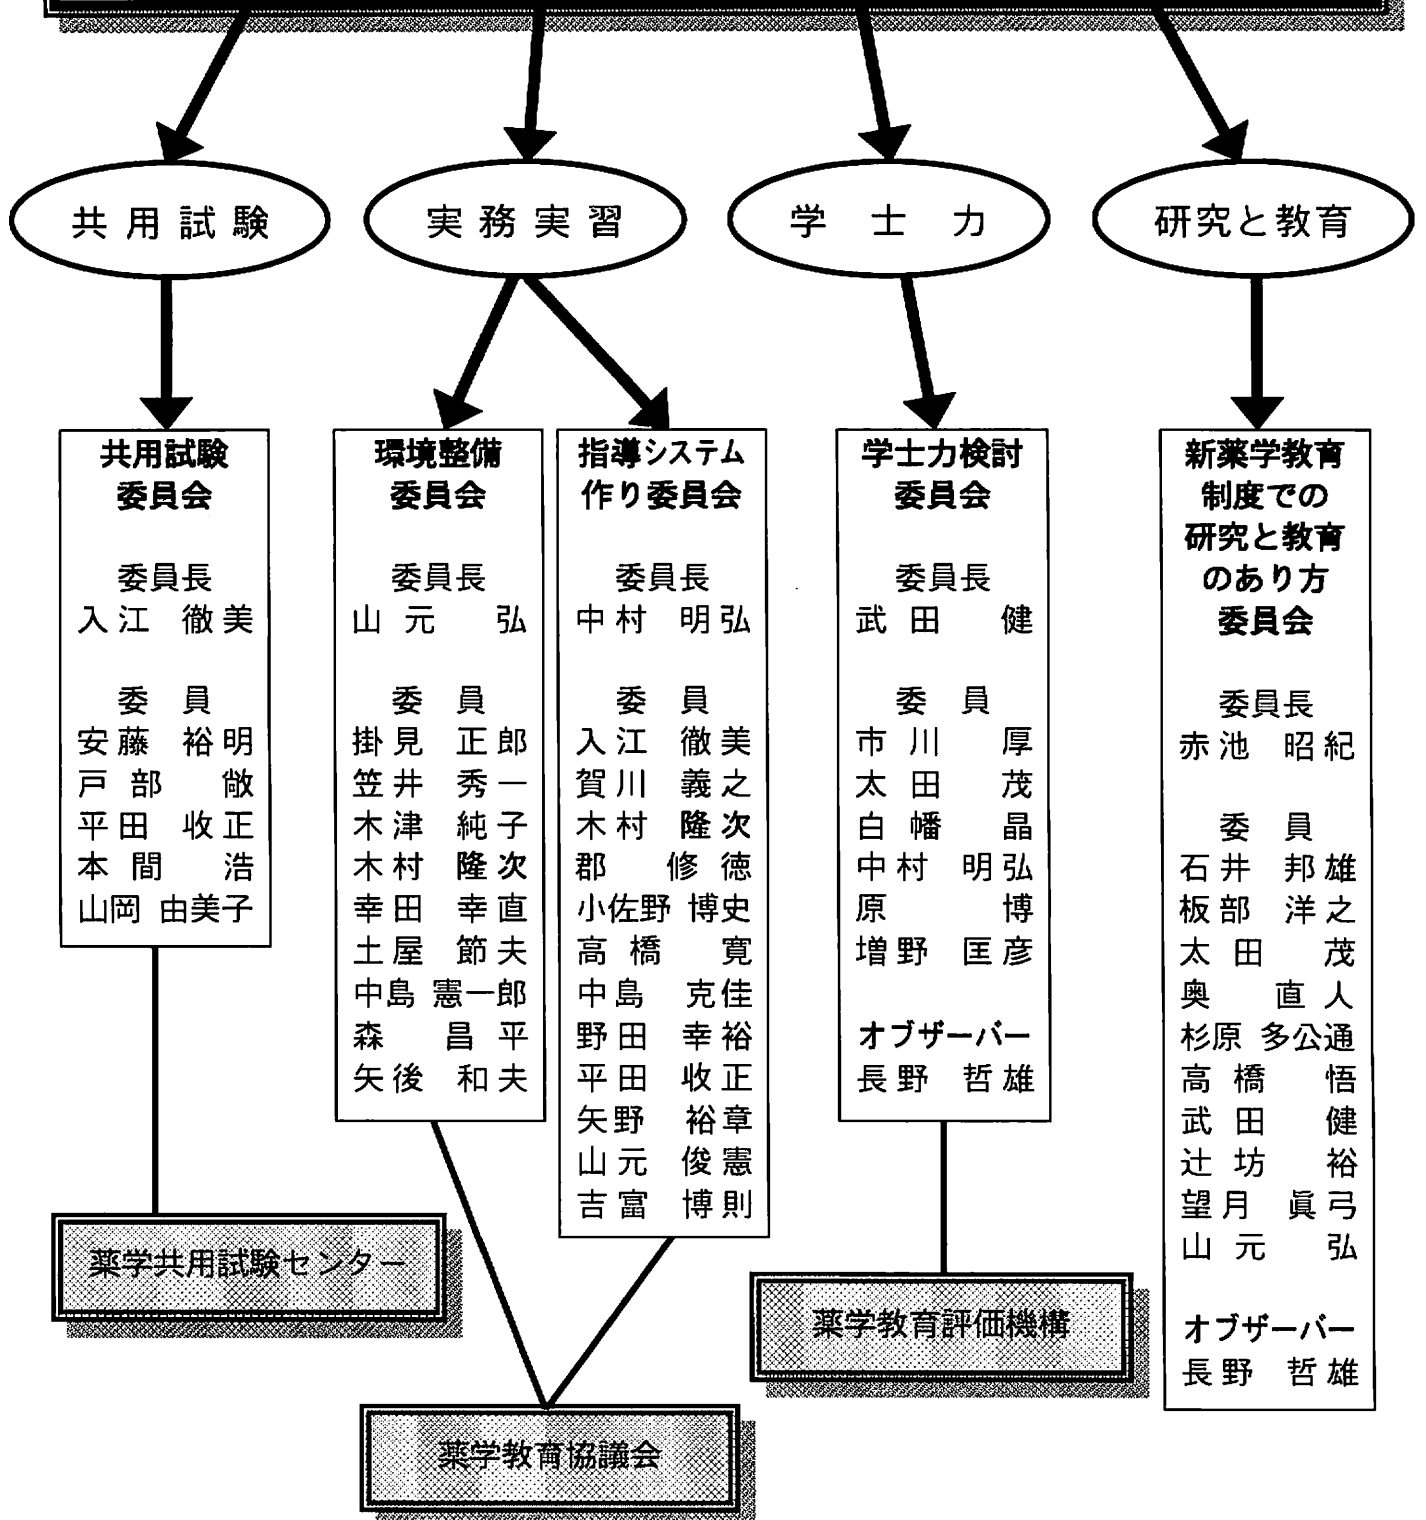 共用試験
実務実習
学士力
研究と教育
共用試験
委員会
委員長
入江 徹美
委員
安藤 裕明
戸部 敞
平田 收正
本間 浩
山岡 由美子
環境整備
委員会
委員長
山元 弘
委員
掛見 正郎
笠井 秀一
木津 純子
木村 隆次
幸田 幸直
土屋 節夫
中島 憲一郎
森 昌平
矢後 和夫
指導システム
作り委員会
委員長
中村 明弘
委員
入江 徹美
賀川 義之
木村 隆次
郡 修徳
小佐野 博史
高橋 寛
中島 克佳
野田 幸裕
平田 收正
矢野 裕章
山元 俊憲
吉富 博則
学士力検討
委員会
委員長
武田 健
委員
市川 厚
太田 茂
白幡 晶
中村 明弘
原 博
増野 匡彦
オブザーバー
長野 哲雄
新薬学教育
制度での
研究と教育
のあり方
委員会
委員長
赤池 昭紀
委員
石井 邦雄
板部 洋之
太田 茂
奥 直人
杉原 多公通
高橋 悟
武田 健
辻坊 裕
望月 眞弓
山元 弘
オブザーバー
長野 哲雄
薬学共用試験センター
薬学教育評価機構
薬学教育協議会